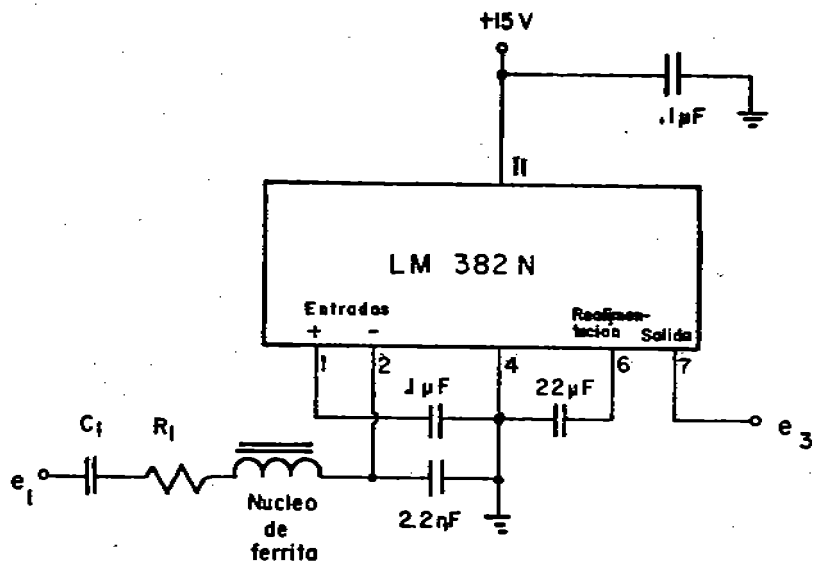 +15V
.1µF
11
LM 382 N
Entrados
Realimen-
tacion
Salida
+ -
1 2 4 6 7
.1µF
22µF
C1
R1
e1
e3
Nucleo
de
ferrita
2.2nF